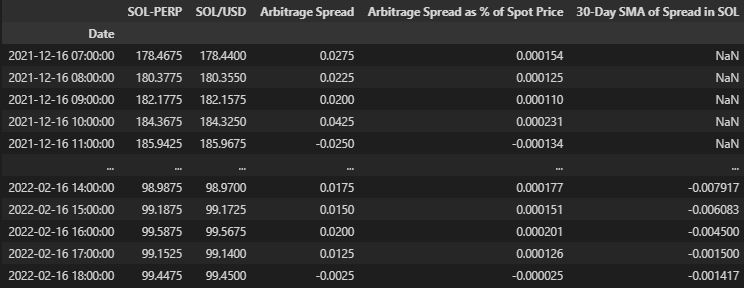 SOL-PERP SOL/USD Arbitrage Spread Arbitrage Spread as % of Spot Price 30-Day SMA of Spread in SOL
Date
2021-12-16 07:00:00 178.4675 178.4400 0.0275 0.000154 NaN
2021-12-16 08:00:00 180.3775 180.3550 0.0225 0.000125 NaN
2021-12-16 09:00:00 182.1775 182.1575 0.0200 0.000110 NaN
2021-12-16 10:00:00 184.3675 184.3250 0.0425 0.000231 NaN
2021-12-16 11:00:00 185.9425 185.9675 -0.0250 -0.000134 NaN
... ... ... ... ... ...
2022-02-16 14:00:00 98.9875 98.9700 0.0175 0.000177 -0.007917
2022-02-16 15:00:00 99.1875 99.1725 0.0150 0.000151 -0.006083
2022-02-16 16:00:00 99.5875 99.5675 0.0200 0.000201 -0.004500
2022-02-16 17:00:00 99.1525 99.1400 0.0125 0.000126 -0.001500
2022-02-16 18:00:00 99.4475 99.4500 -0.0025 -0.000025 -0.001417